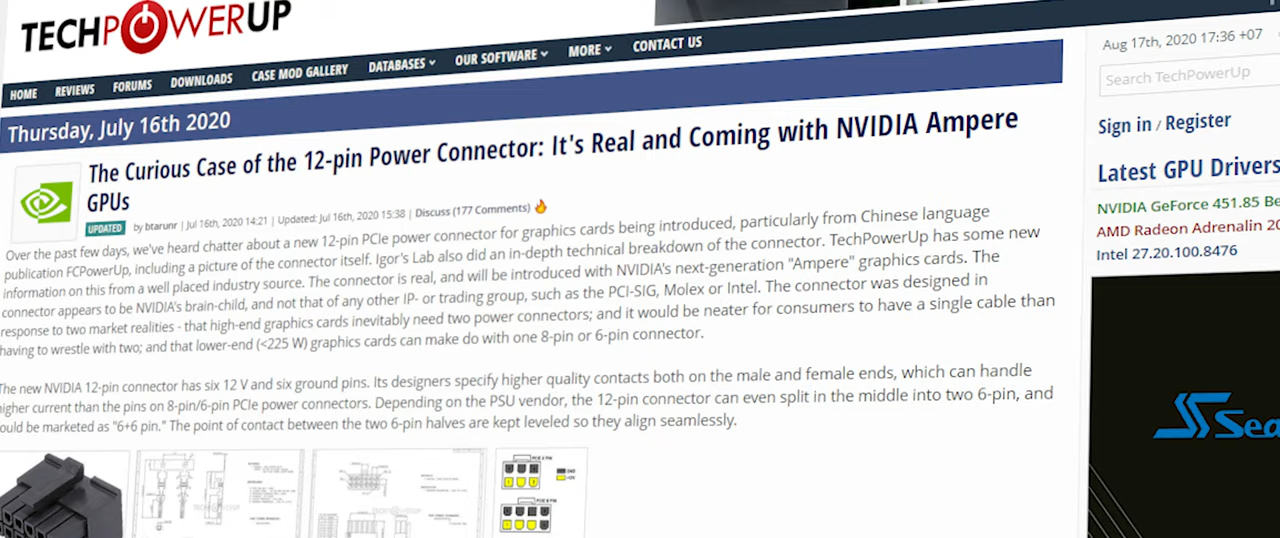 TECHPOWERUP
HOME REVIEWS FORUMS DOWNLOADS CASE MOD GALLERY DATABASES OUR SOFTWARE MORE CONTACT US
Thursday, July 16th 2020
The Curious Case of the 12-pin Power Connector: It's Real and Coming with NVIDIA Ampere
GPUs
UPDATED by btarunr | Jul 16th, 2020 14:21 | Updated: Jul 16th, 2020 15:38 | Discuss (177 Comments)
Over the past few days, we've heard chatter about a new 12-pin PCIe power connector for graphics cards being introduced, particularly from Chinese language
publication FCPowerUp, including a picture of the connector itself. Igor's Lab also did an in-depth technical breakdown of the connector. TechPowerUp has some new
information on this from a well placed industry source. The connector is real, and will be introduced with NVIDIA's next-generation "Ampere" graphics cards. The
connector appears to be NVIDIA's brain-child, and not that of any other IP- or trading group, such as the PCI-SIG, Molex or Intel. The connector was designed in
response to two market realities - that high-end graphics cards inevitably need two power connectors; and it would be neater for consumers to have a single cable than
having to wrestle with two; and that lower-end (<225 W) graphics cards can make do with one 8-pin or 6-pin connector.
The new NVIDIA 12-pin connector has six 12 V and six ground pins. Its designers specify higher quality contacts both on the male and female ends, which can handle
higher current than the pins on 8-pin/6-pin PCIe power connectors. Depending on the PSU vendor, the 12-pin connector can even split in the middle into two 6-pin, and
ould be marketed as "6+6 pin." The point of contact between the two 6-pin halves are kept leveled so they align seamlessly.
Aug 17th, 2020 17:36 +07
Search TechPowerUp
Sign in / Register
Latest GPU Drivers
NVIDIA GeForce 451.85 Be
AMD Radeon Adrenalin 20
Intel 27.20.100.8476
Sea